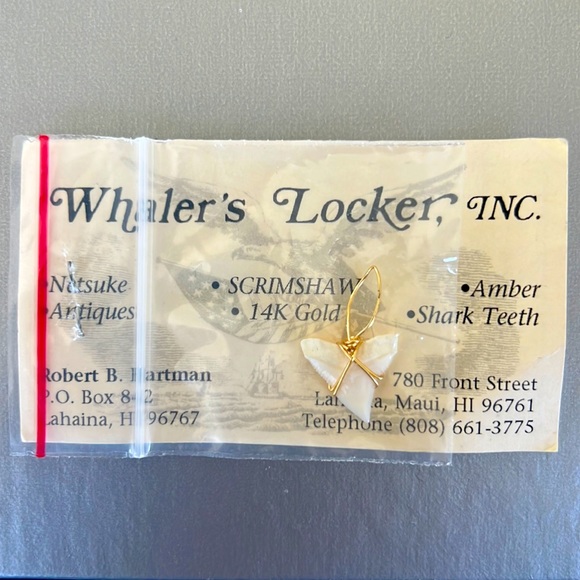 Whaler's Locker, INC.
•Netsuke • SCRIMSHAW •Amber
•Antiques • 14K Gold •Shark Teeth
Robert B. Hartman 780 Front Street
P.O. Box Lahaina, Maui, HI 96761
Lahaina, HI 96767 Telephone (808) 661-3775